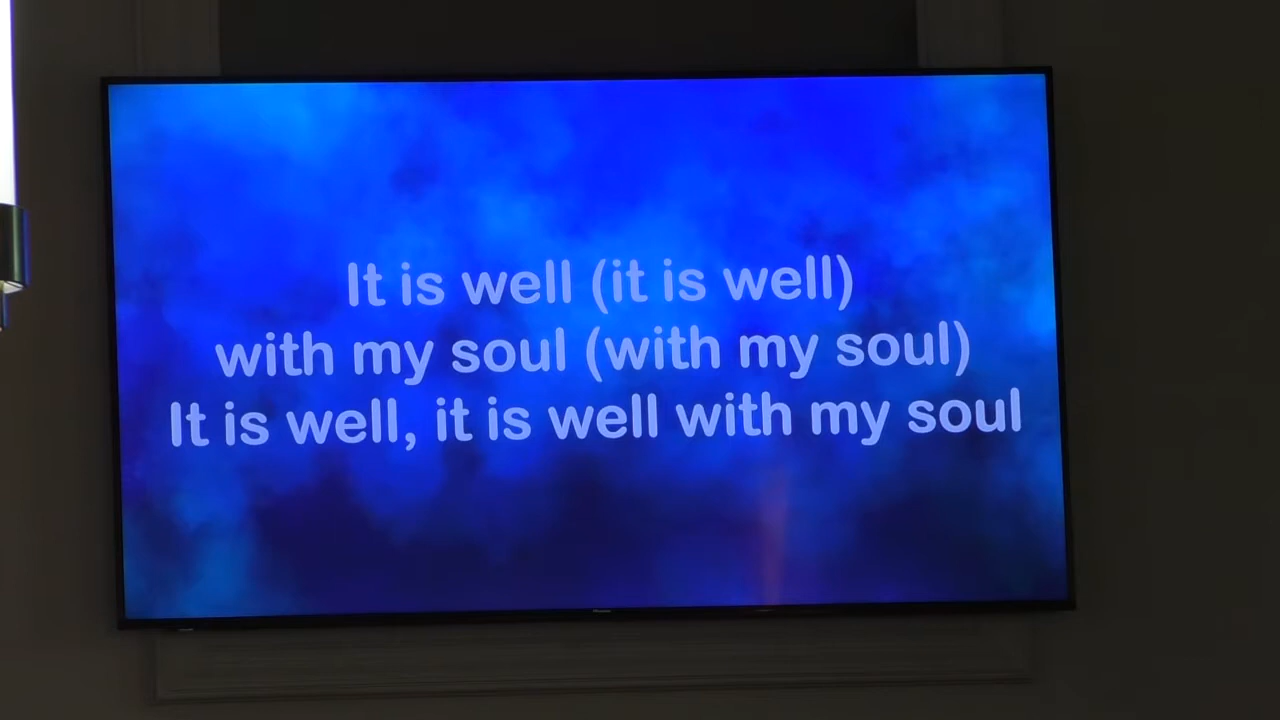 It is well (it is well)
with my soul (with my soul)
It is well, it is well with my soul